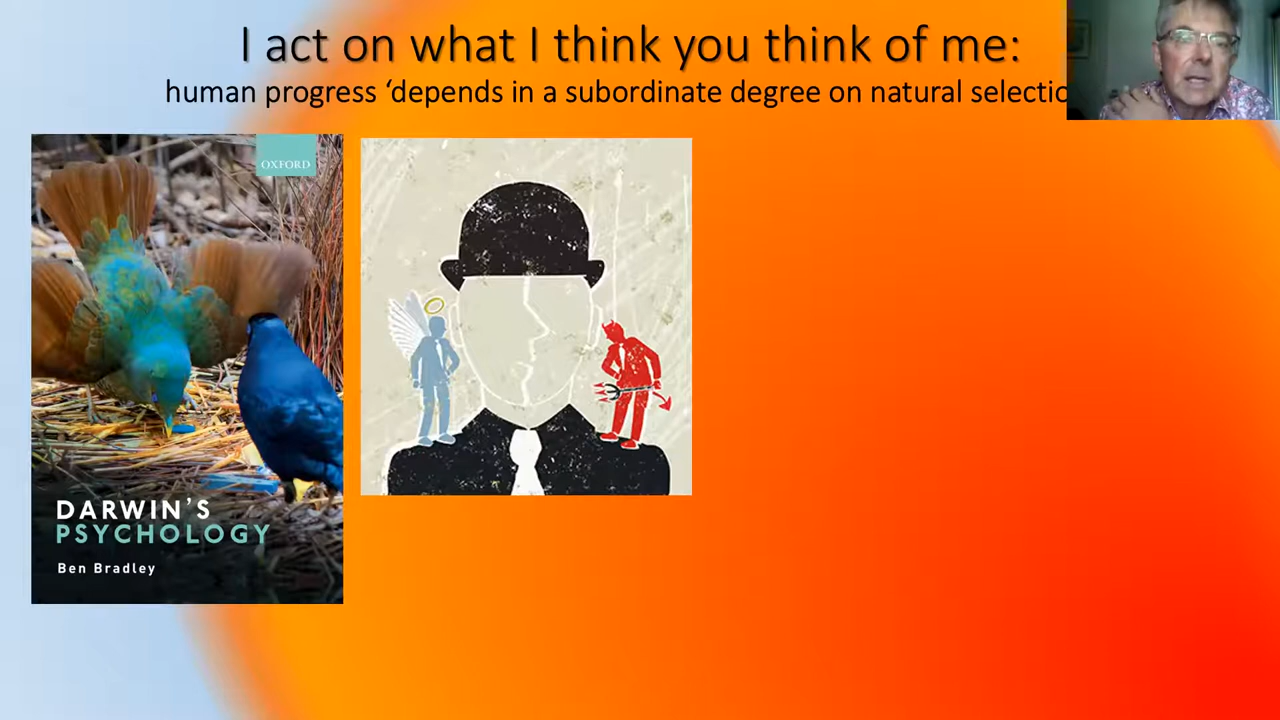 I act on what I think you think of me:
human progress ‘depends in a subordinate degree on natural
OXFORD
DARWIN'S
PSYCHOLOGY
Ben Bradley